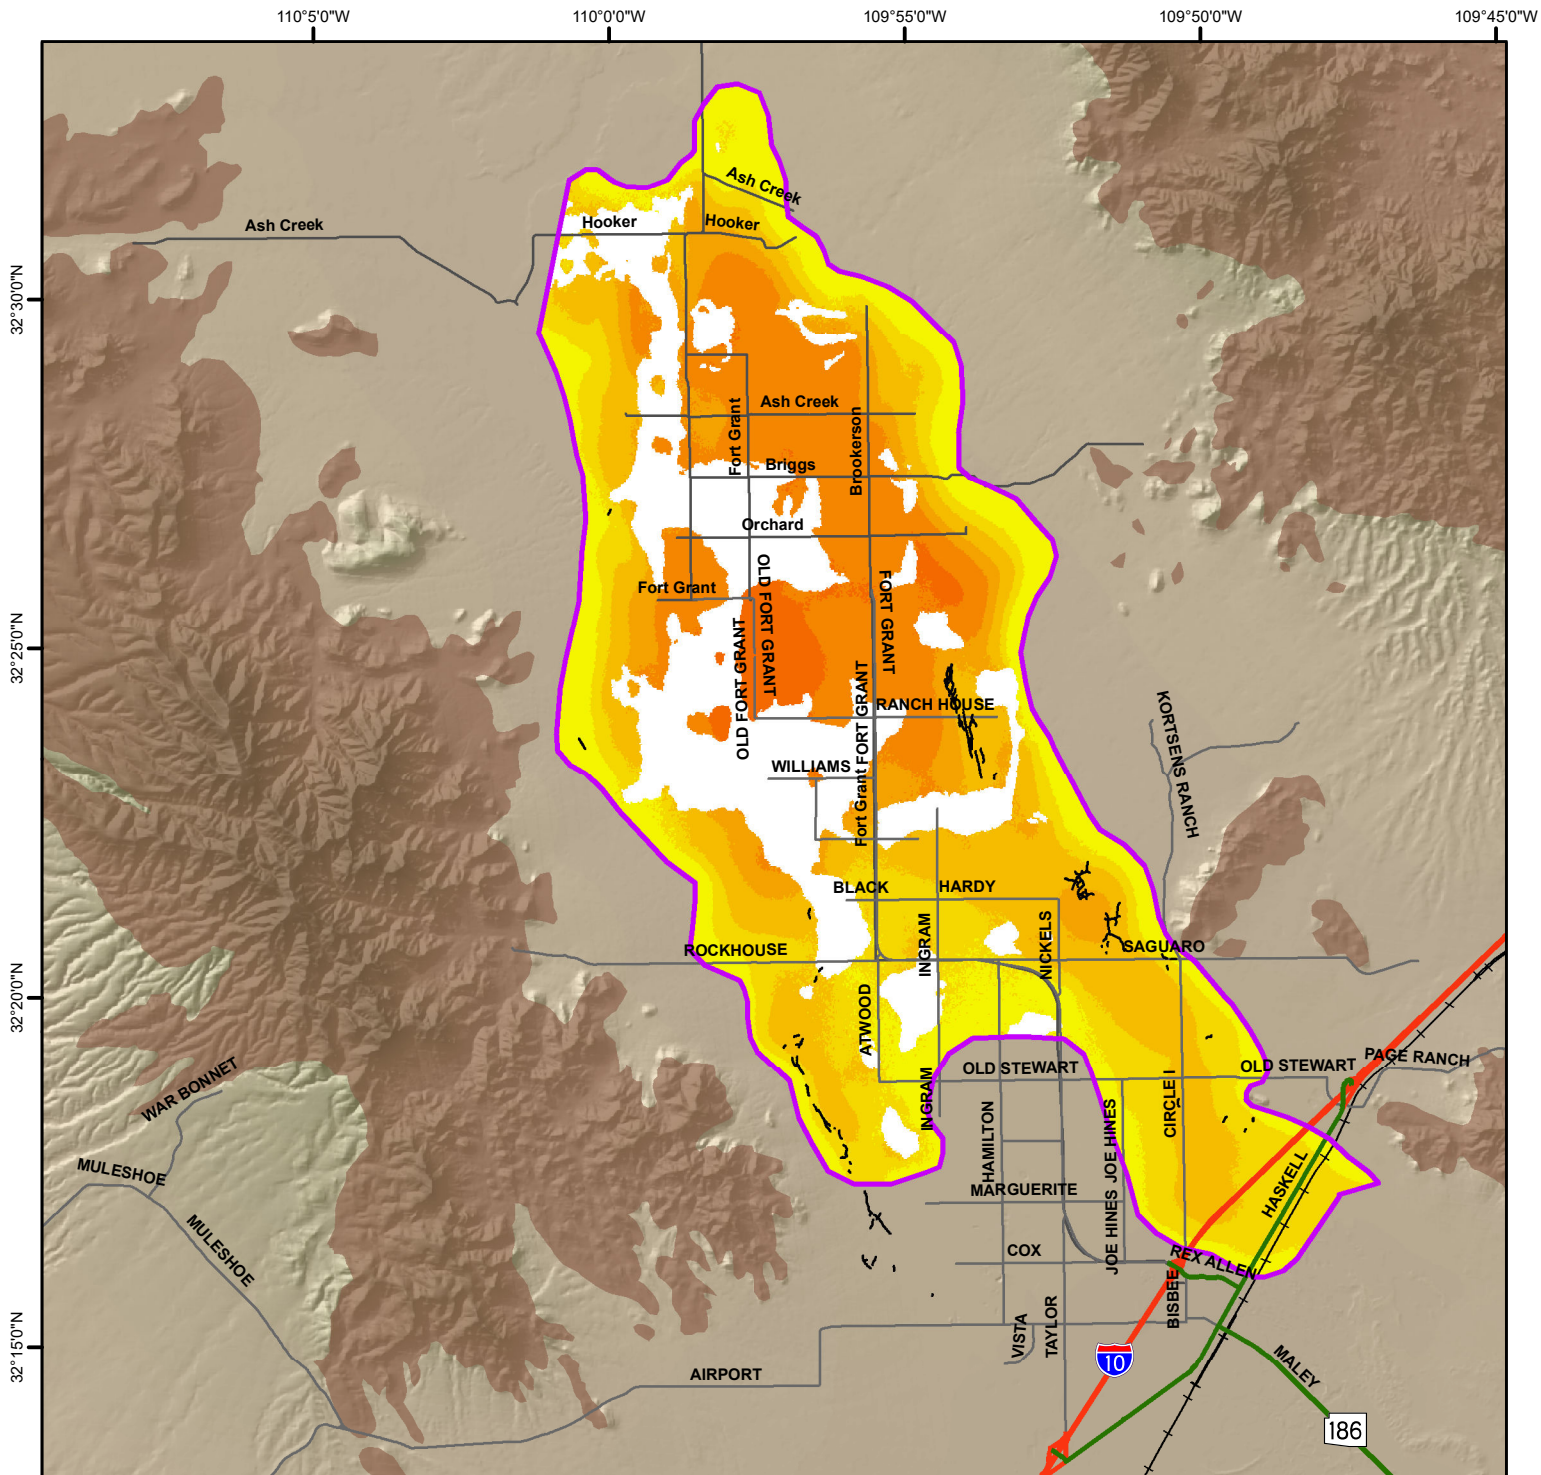 110°5'0"W
110°0'0"W
109°55'0"W
109°50'0"W
109°45'0"W
Ash Creek
Hooker
Hooker
Ash Creek
32°30'0"N
Ash Creek
Fort Grant
Brookerson
Briggs
Orchard
Fort Grant
OLD FORT GRANT
OLD FORT GRANT
FORT GRANT
32°25'0"N
RANCH HOUSE
Fort Grant FORT GRANT
WILLIAMS
KORTSENS RANCH
BLACK
HARDY
ROCKHOUSE
INGRAM
NICKELS
SAGUARO
32°20'0"N
ATWOOD
OLD STEWART
OLD STEWART
PAGE RANCH
WAR BONNET
INGRAM
HAMILTON
JOE HINES
CIRCLE I
MULESHOE
MARGUERITE
HASKELL
MULESHOE
COX
JOE HINES
REX ALLEN
BISBEE
32°15'0"N
VISTA
TAYLOR
10
MALEY
AIRPORT
186